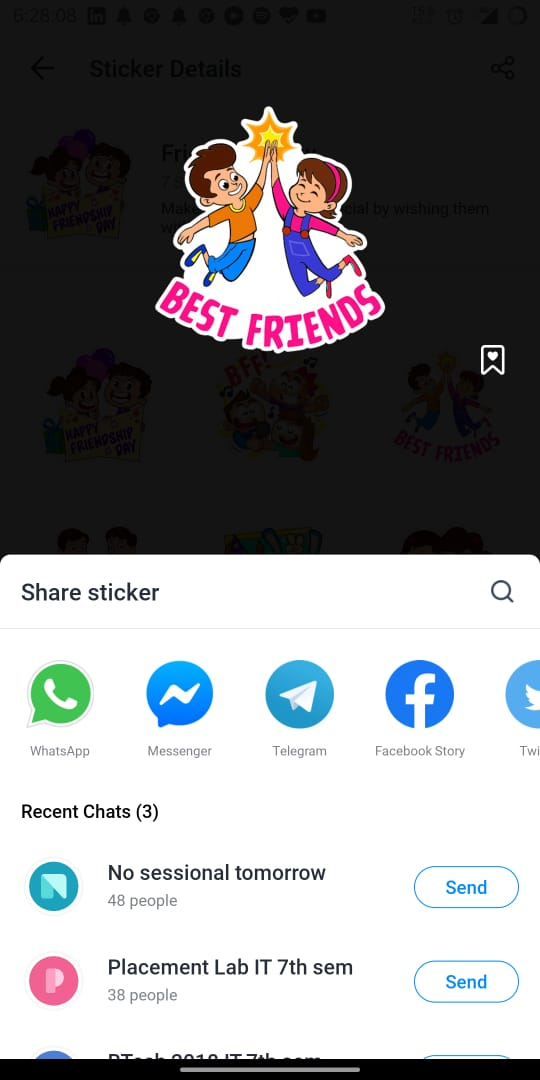 6:28:08
Sticker Details
BEST FRIENDS
HAPPY
FRIENDSHIP
DAY
HAPPY
FRIENDSHIP
DAY
BFF
BEST FRIENDS
Share sticker
WhatsApp
Messenger
Telegram
Facebook Story
Twi
Recent Chats (3)
No sessional tomorrow
48 people
Send
Placement Lab IT 7th sem
38 people
Send